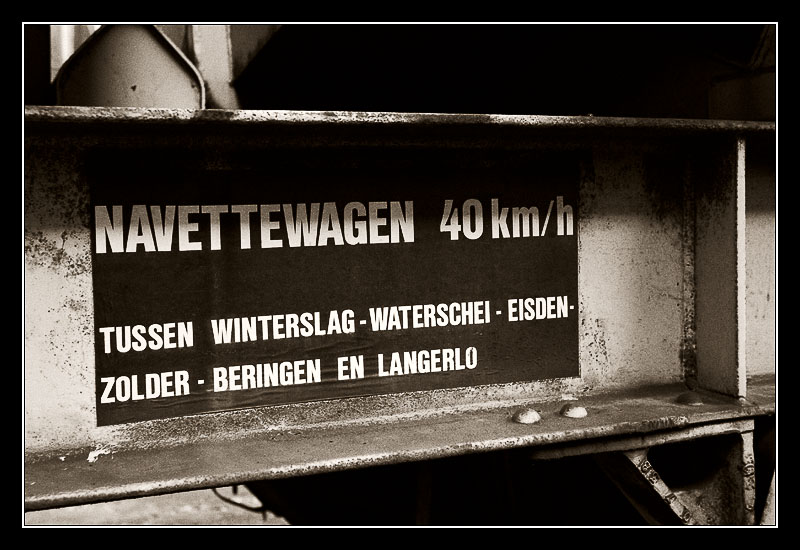 NAVETTEWAGEN 40 km/h
TUSSEN WINTERSLAG - WATERSCHEI - EISDEN-
ZOLDER - BERINGEN EN LANGERLO